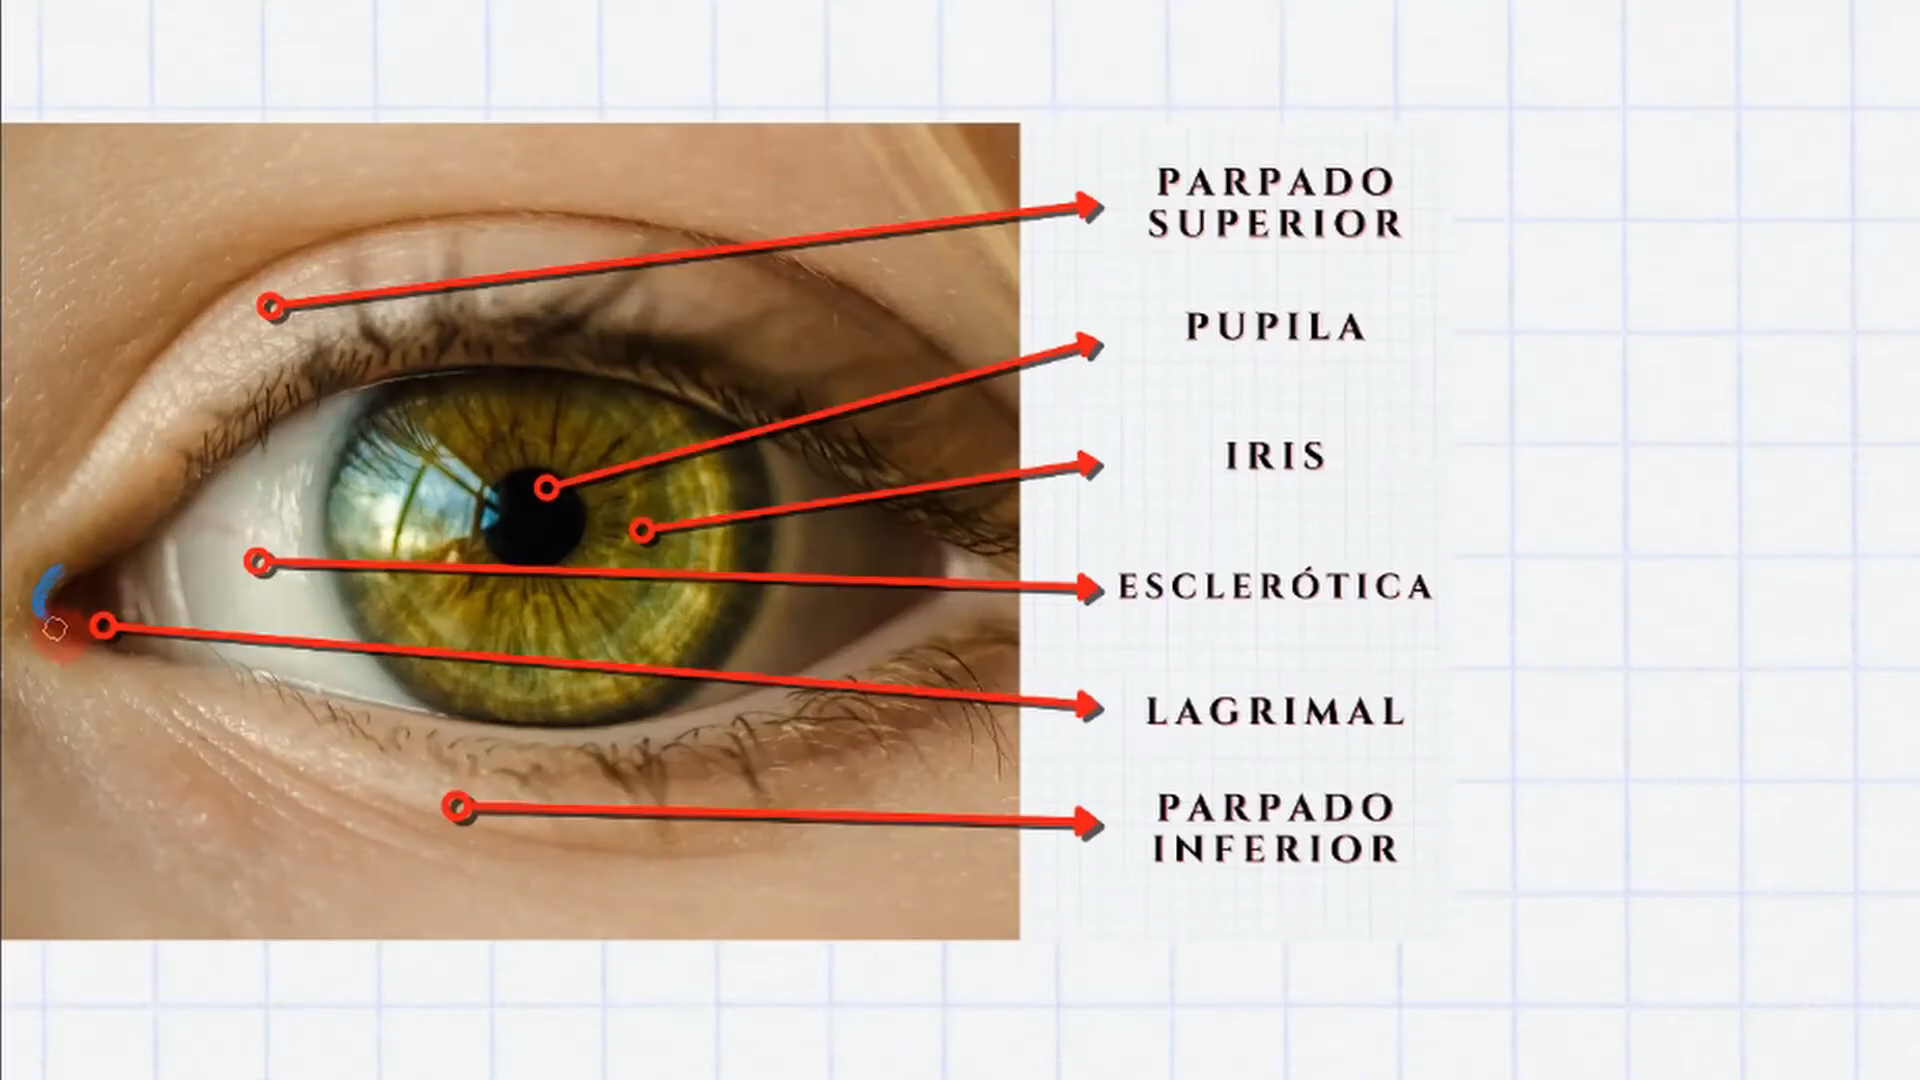 PARPADO
SUPERIOR
PUPILA
IRIS
ESCLERÓTICA
LAGRIMAL
PARPADO
INFERIOR